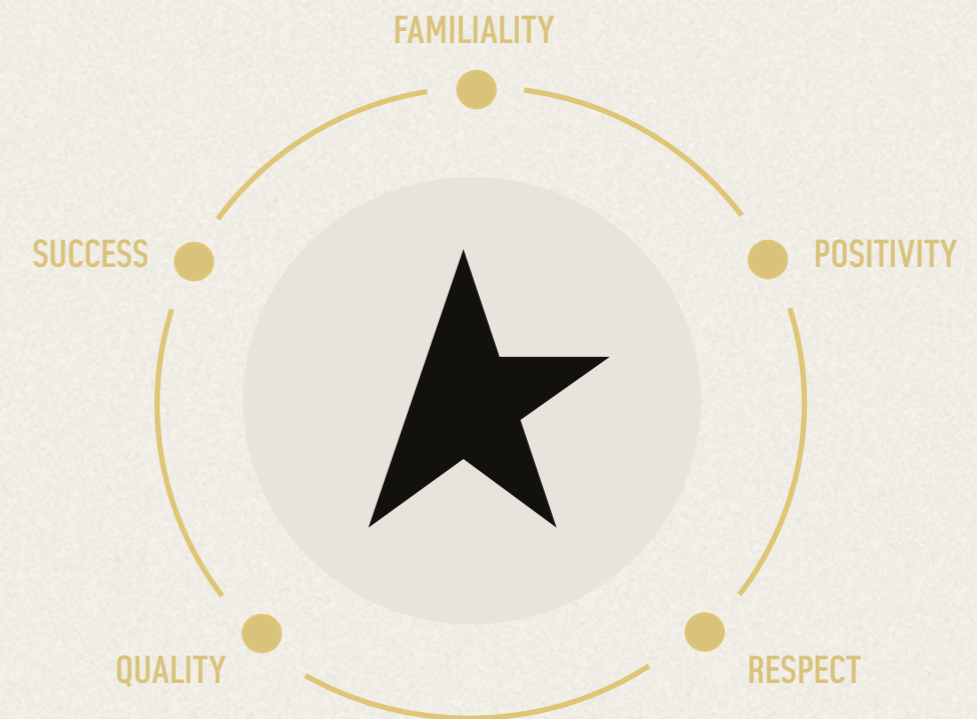 FAMILIALITY
SUCCESS
POSITIVITY
QUALITY
RESPECT